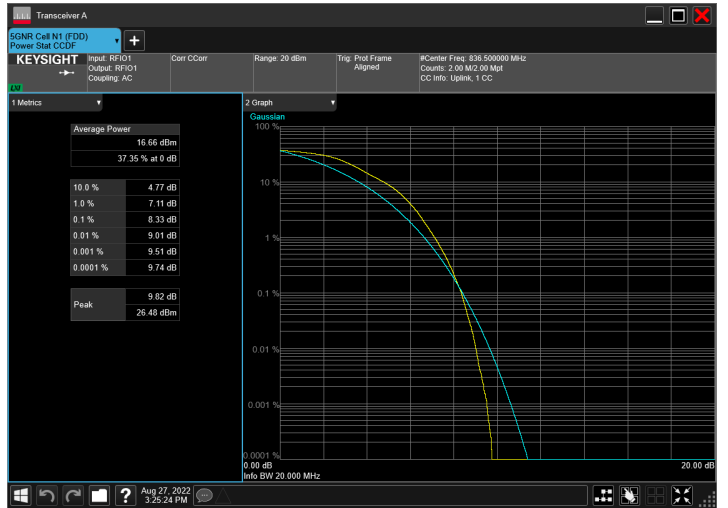 Transceiver A
5GNR Cell N1 (FDD)
Power Stat CCDF
KEYSIGHT
LXI
Input: RFIO1
Output: RFIO1
Coupling: AC
Corr CCorr
Range: 20 dBm
Trig: Prot Frame
Aligned
#Center Freq: 836.500000 MHz
Counts: 2.00 M/2.00 Mpt
CC Info: Uplink, 1 CC
1 Metrics
Average Power
16.66 dBm
37.35 % at 0 dB
10.0 % 4.77 dB
1.0 % 7.11 dB
0.1 % 8.33 dB
0.01 % 9.01 dB
0.001 % 9.51 dB
0.0001 % 9.74 dB
Peak
9.82 dB
26.48 dBm
2 Graph
Gaussian
100 %
10 %
1 %
0.1 %
0.01 %
0.001 %
0.0001 %
0.00 dB 20.00 dB
Info BW 20.000 MHz
?
Aug 27, 2022
3:25:24 PM